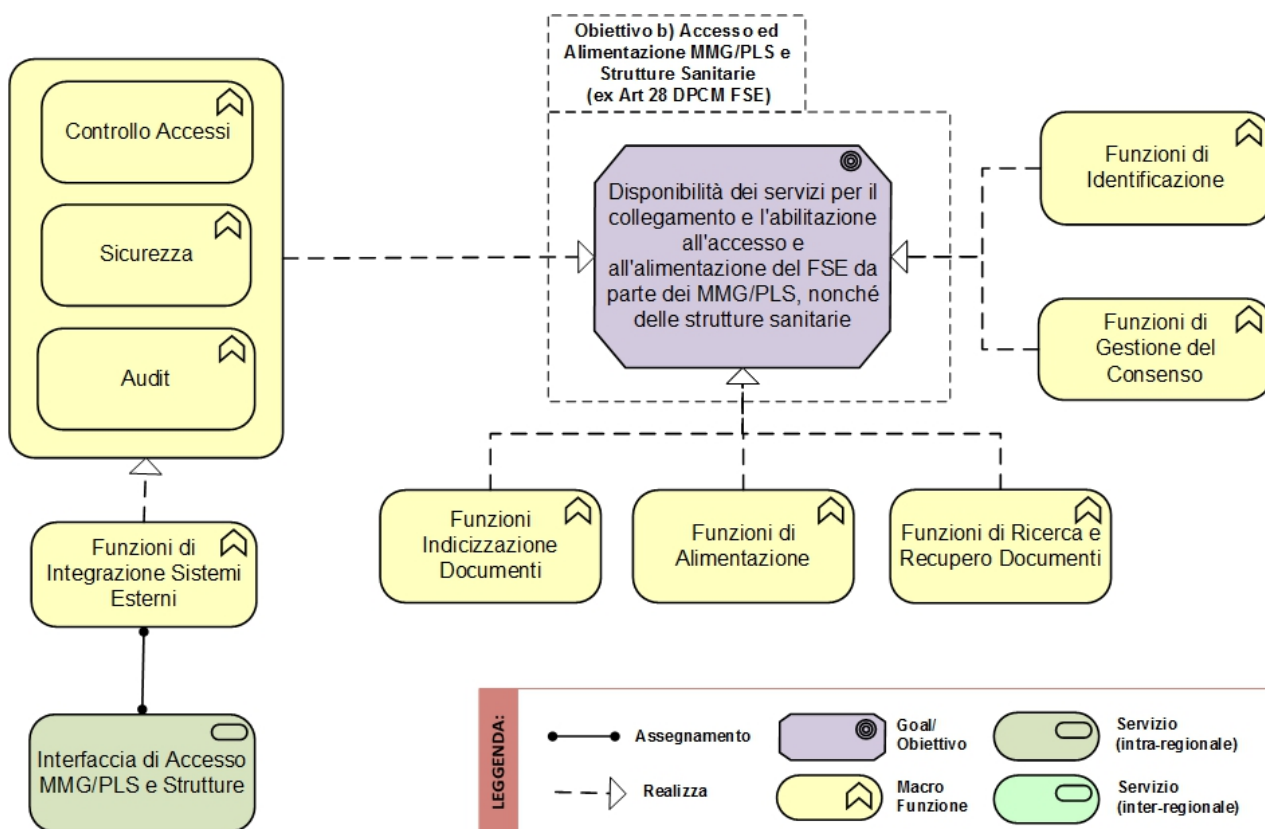 Obiettivo b) Accesso ed
Alimentazione MMG/PLS e
Strutture Sanitarie
(ex Art 28 DPCM FSE)
Controllo Accessi
Sicurezza
Audit
Disponibilità dei servizi per il
collegamento e l'abilitazione
all'accesso e
all'alimentazione del FSE da
parte dei MMG/PLS, nonché
delle strutture sanitarie
Funzioni di
Identificazione
Funzioni di
Gestione del
Consenso
Funzioni
Indicizzazione
Documenti
Funzioni di
Alimentazione
Funzioni di Ricerca e
Recupero Documenti
Funzioni di
Integrazione Sistemi
Esterni
Interfaccia di Accesso
MMG/PLS e Strutture
LEGGENDA:
Assegnamento
Realizza
Goal/
Obiettivo
Macro
Funzione
Servizio
(intra-regionale)
Servizio
(inter-regionale)